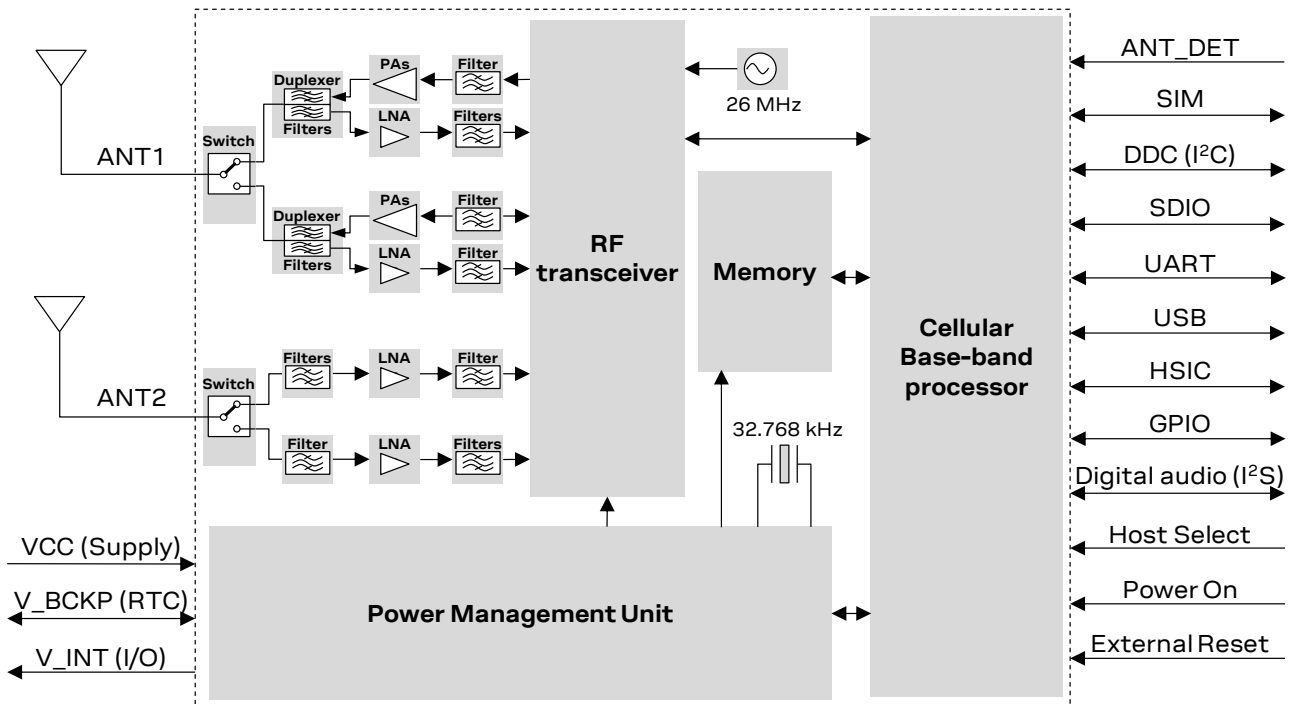 ANT1
Switch
Duplexer
Filters
PAs
Filter
LNA
Filters
Duplexer
Filters
PAs
Filter
LNA
Filter
ANT2
Switch
Filters
LNA
Filter
Filter
LNA
Filters
RF
transceiver
26 MHz
Memory
32.768 kHz
Cellular
Base-band
processor
Power Management Unit
VCC (Supply)
V_BCKP (RTC)
V_INT (I/O)
ANT_DET
SIM
DDC (I²C)
SDIO
UART
USB
HSIC
GPIO
Digital audio (I²S)
Host Select
Power On
External Reset